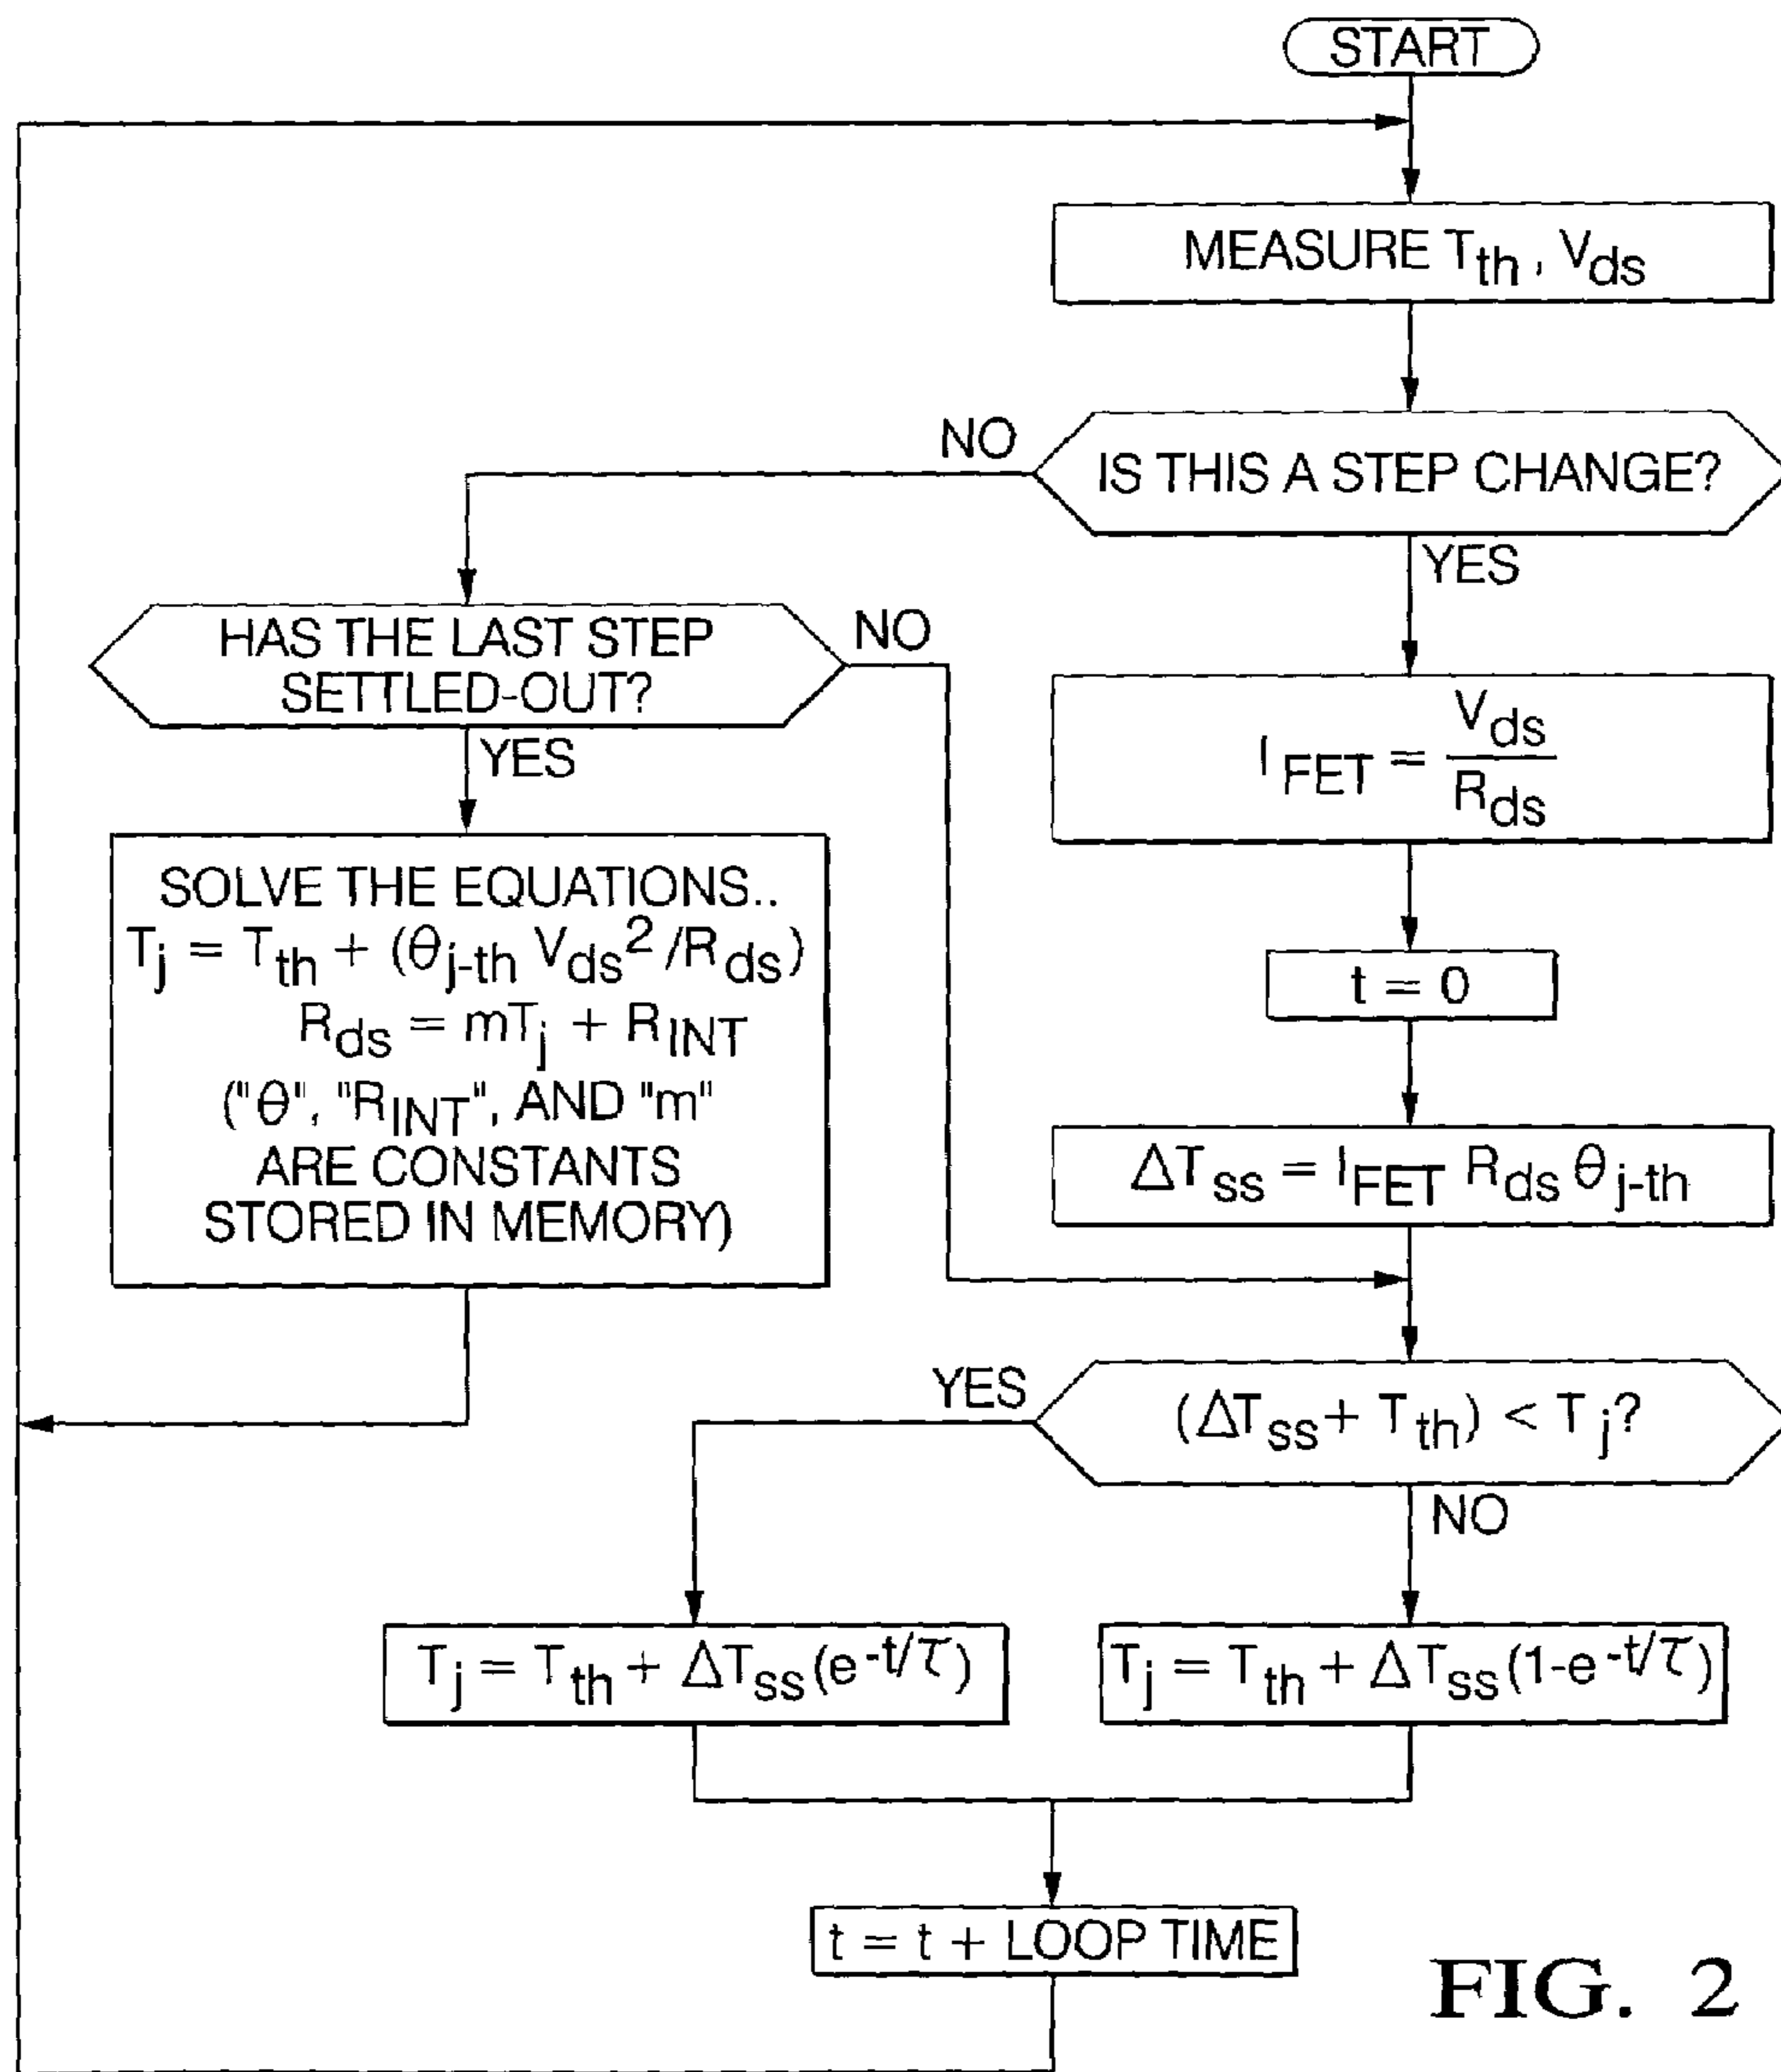 START
MEASURE Tth, Vds
IS THIS A STEP CHANGE?
NO
YES
HAS THE LAST STEP
SETTLED-OUT?
NO
YES
IFET = Vds/Rds
SOLVE THE EQUATIONS..
Tj = Tth + (θj-th Vds²/Rds)
Rds = mTj + RINT
("θ", "RINT", AND "m"
ARE CONSTANTS
STORED IN MEMORY)
t = 0
ΔTss = IFET Rds θj-th
(ΔTss + Tth) < Tj?
YES
NO
Tj = Tth + ΔTss(e-t/τ)
Tj = Tth + ΔTss(1-e-t/τ)
t = t + LOOP TIME
FIG. 2